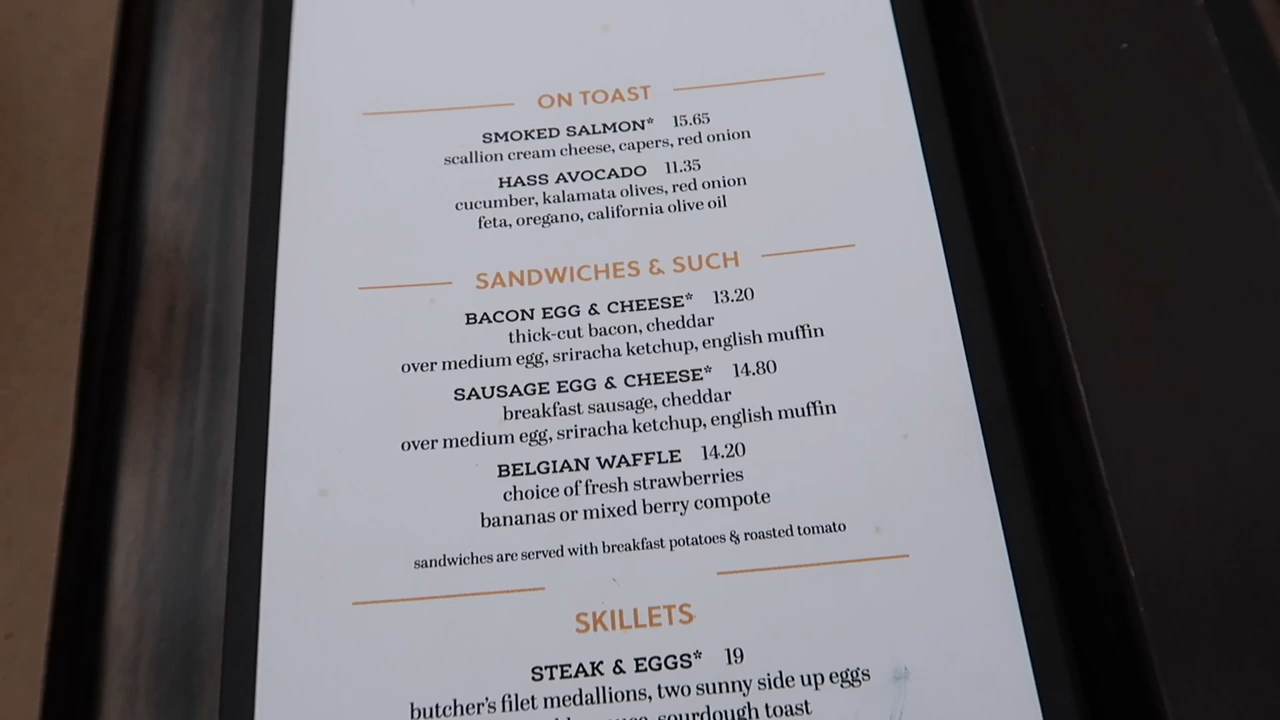 ON TOAST
SMOKED SALMON* 15.65
scallion cream cheese, capers, red onion
HASS AVOCADO 11.35
cucumber, kalamata olives, red onion
feta, oregano, california olive oil
SANDWICHES & SUCH
BACON EGG & CHEESE* 13.20
thick-cut bacon, cheddar
over medium egg, sriracha ketchup, english muffin
SAUSAGE EGG & CHEESE* 14.80
breakfast sausage, cheddar
over medium egg, sriracha ketchup, english muffin
BELGIAN WAFFLE 14.20
choice of fresh strawberries
bananas or mixed berry compote
sandwiches are served with breakfast potatoes & roasted tomato
SKILLETS
STEAK & EGGS* 19
butcher's filet medallions, two sunny side up eggs
sourdough toast